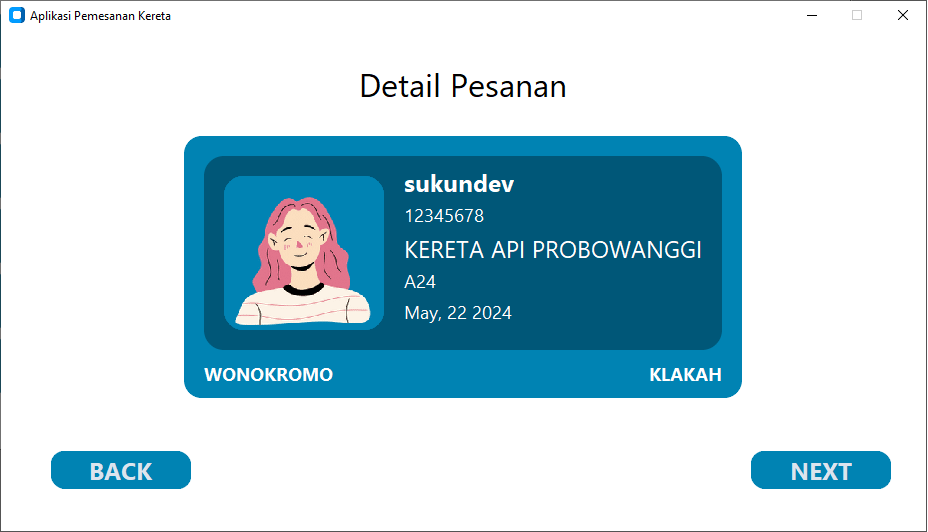 Aplikasi Pemesanan Kereta
Detail Pesanan
sukundev
12345678
KERETA API PROBOWANGGI
A24
May, 22 2024
WONOKROMO
KLAKAH
BACK
NEXT